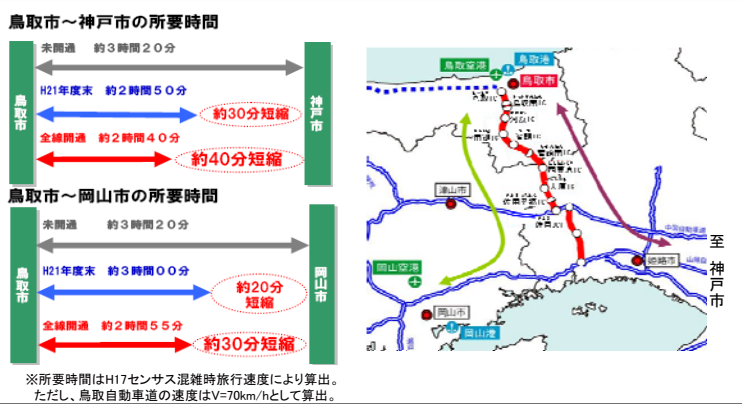 鳥取市～神戸市の所要時間
未開通 約３時間２０分
H21年度末 約２時間５０分
約30分短縮
全線開通 約２時間４０分
約40分短縮
鳥取市
神戸市
鳥取市～岡山市の所要時間
未開通 約３時間２０分
H21年度末 約３時間００分
約20分
短縮
全線開通 約２時間５５分
約30分短縮
鳥取市
岡山市
※所要時間はH17センサス混雑時旅行速度により算出。
ただし、鳥取自動車道の速度はV=70km/hとして算出。
鳥取空港
鳥取港
鳥取市
津山市
中国自動車道
岡山空港
姫路市
岡山市
岡山港
至 神戸市